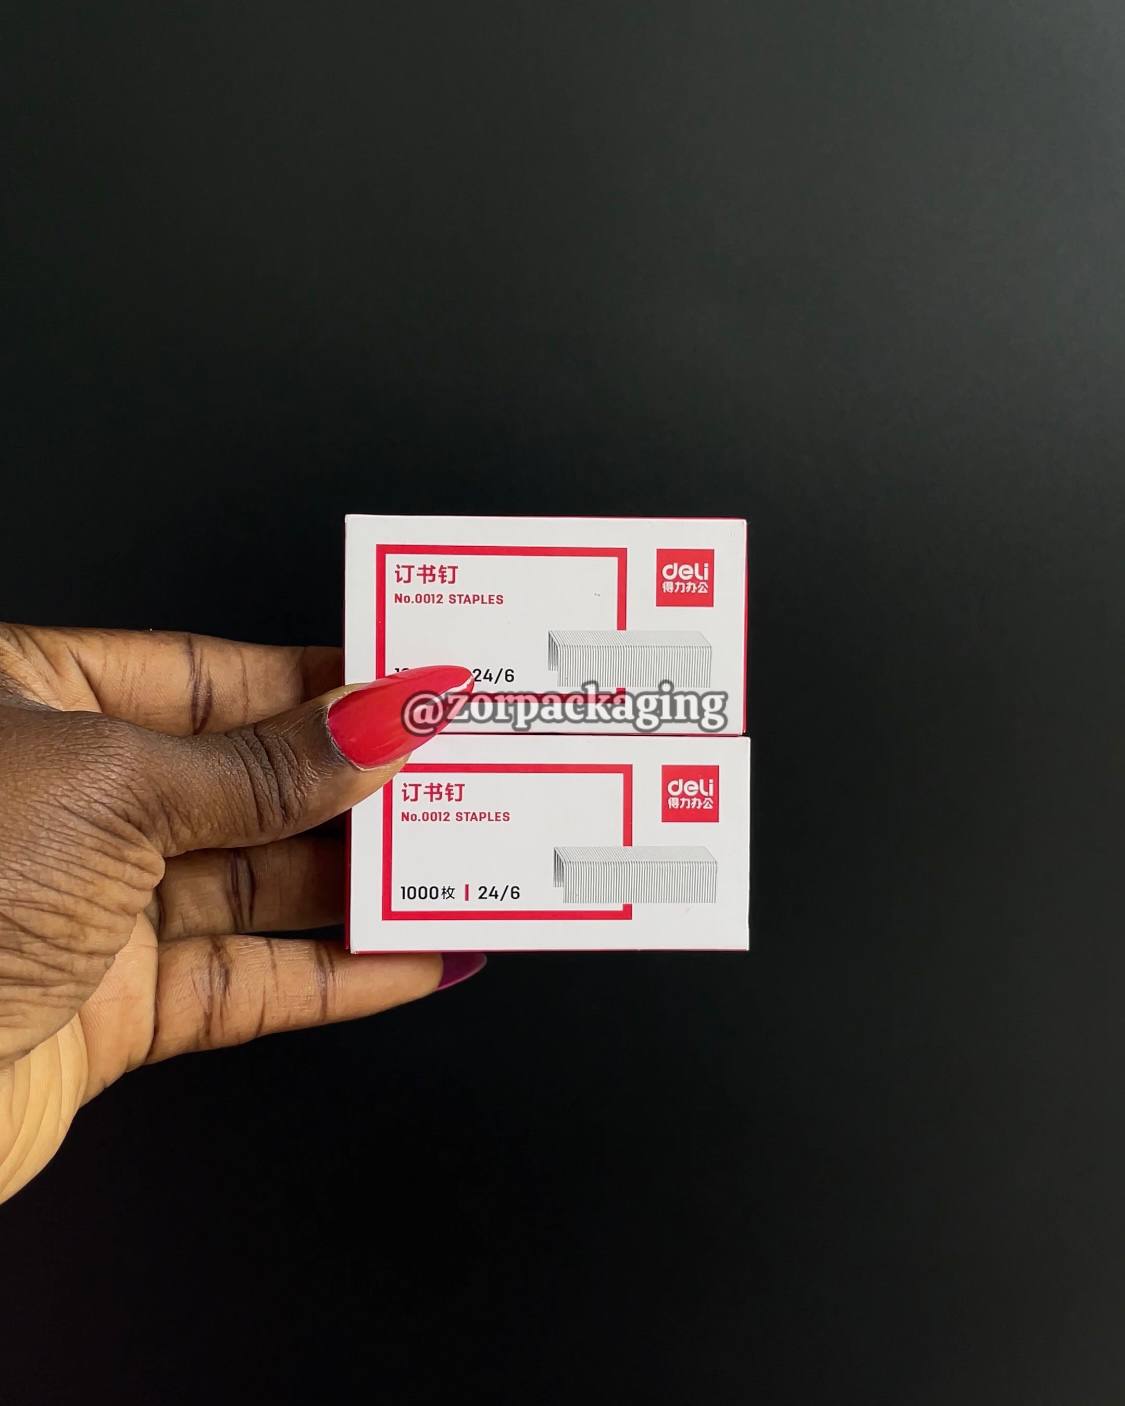 订书钉
No.0012 STAPLES
24/6
deli
得力办公
@zorpackaging
订书钉
No.0012 STAPLES
1000枚 | 24/6
deli
得力办公